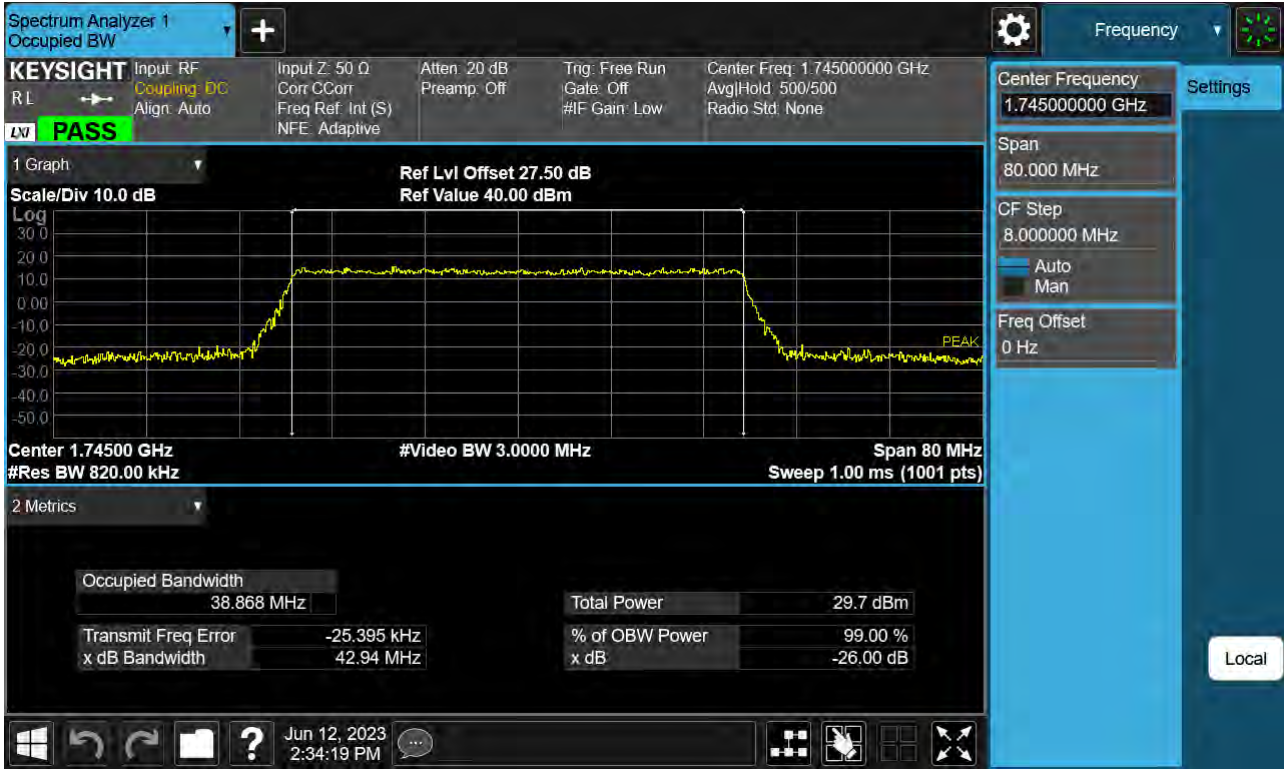 Spectrum Analyzer 1
Occupied BW
Frequency
KEYSIGHT
RL
LXI
PASS
Input: RF
Coupling: DC
Align: Auto
Input Z: 50 Ω
Corr CCorr
Freq Ref: Int (S)
NFE: Adaptive
Atten: 20 dB
Preamp: Off
Trig: Free Run
Gate: Off
#IF Gain: Low
Center Freq: 1.745000000 GHz
Avg|Hold: 500/500
Radio Std: None
Center Frequency
1.745000000 GHz
Settings
Span
80.000 MHz
CF Step
8.000000 MHz
Auto
Man
Freq Offset
0 Hz
Local
1 Graph
Scale/Div 10.0 dB
Ref Lvl Offset 27.50 dB
Ref Value 40.00 dBm
Log
30.0
20.0
10.0
0.00
-10.0
-20.0
-30.0
-40.0
-50.0
PEAK
Center 1.74500 GHz
#Video BW 3.0000 MHz
Span 80 MHz
#Res BW 820.00 kHz
Sweep 1.00 ms (1001 pts)
2 Metrics
Occupied Bandwidth
38.868 MHz
Total Power 29.7 dBm
Transmit Freq Error -25.395 kHz
% of OBW Power 99.00 %
x dB Bandwidth 42.94 MHz
x dB -26.00 dB
?
Jun 12, 2023
2:34:19 PM